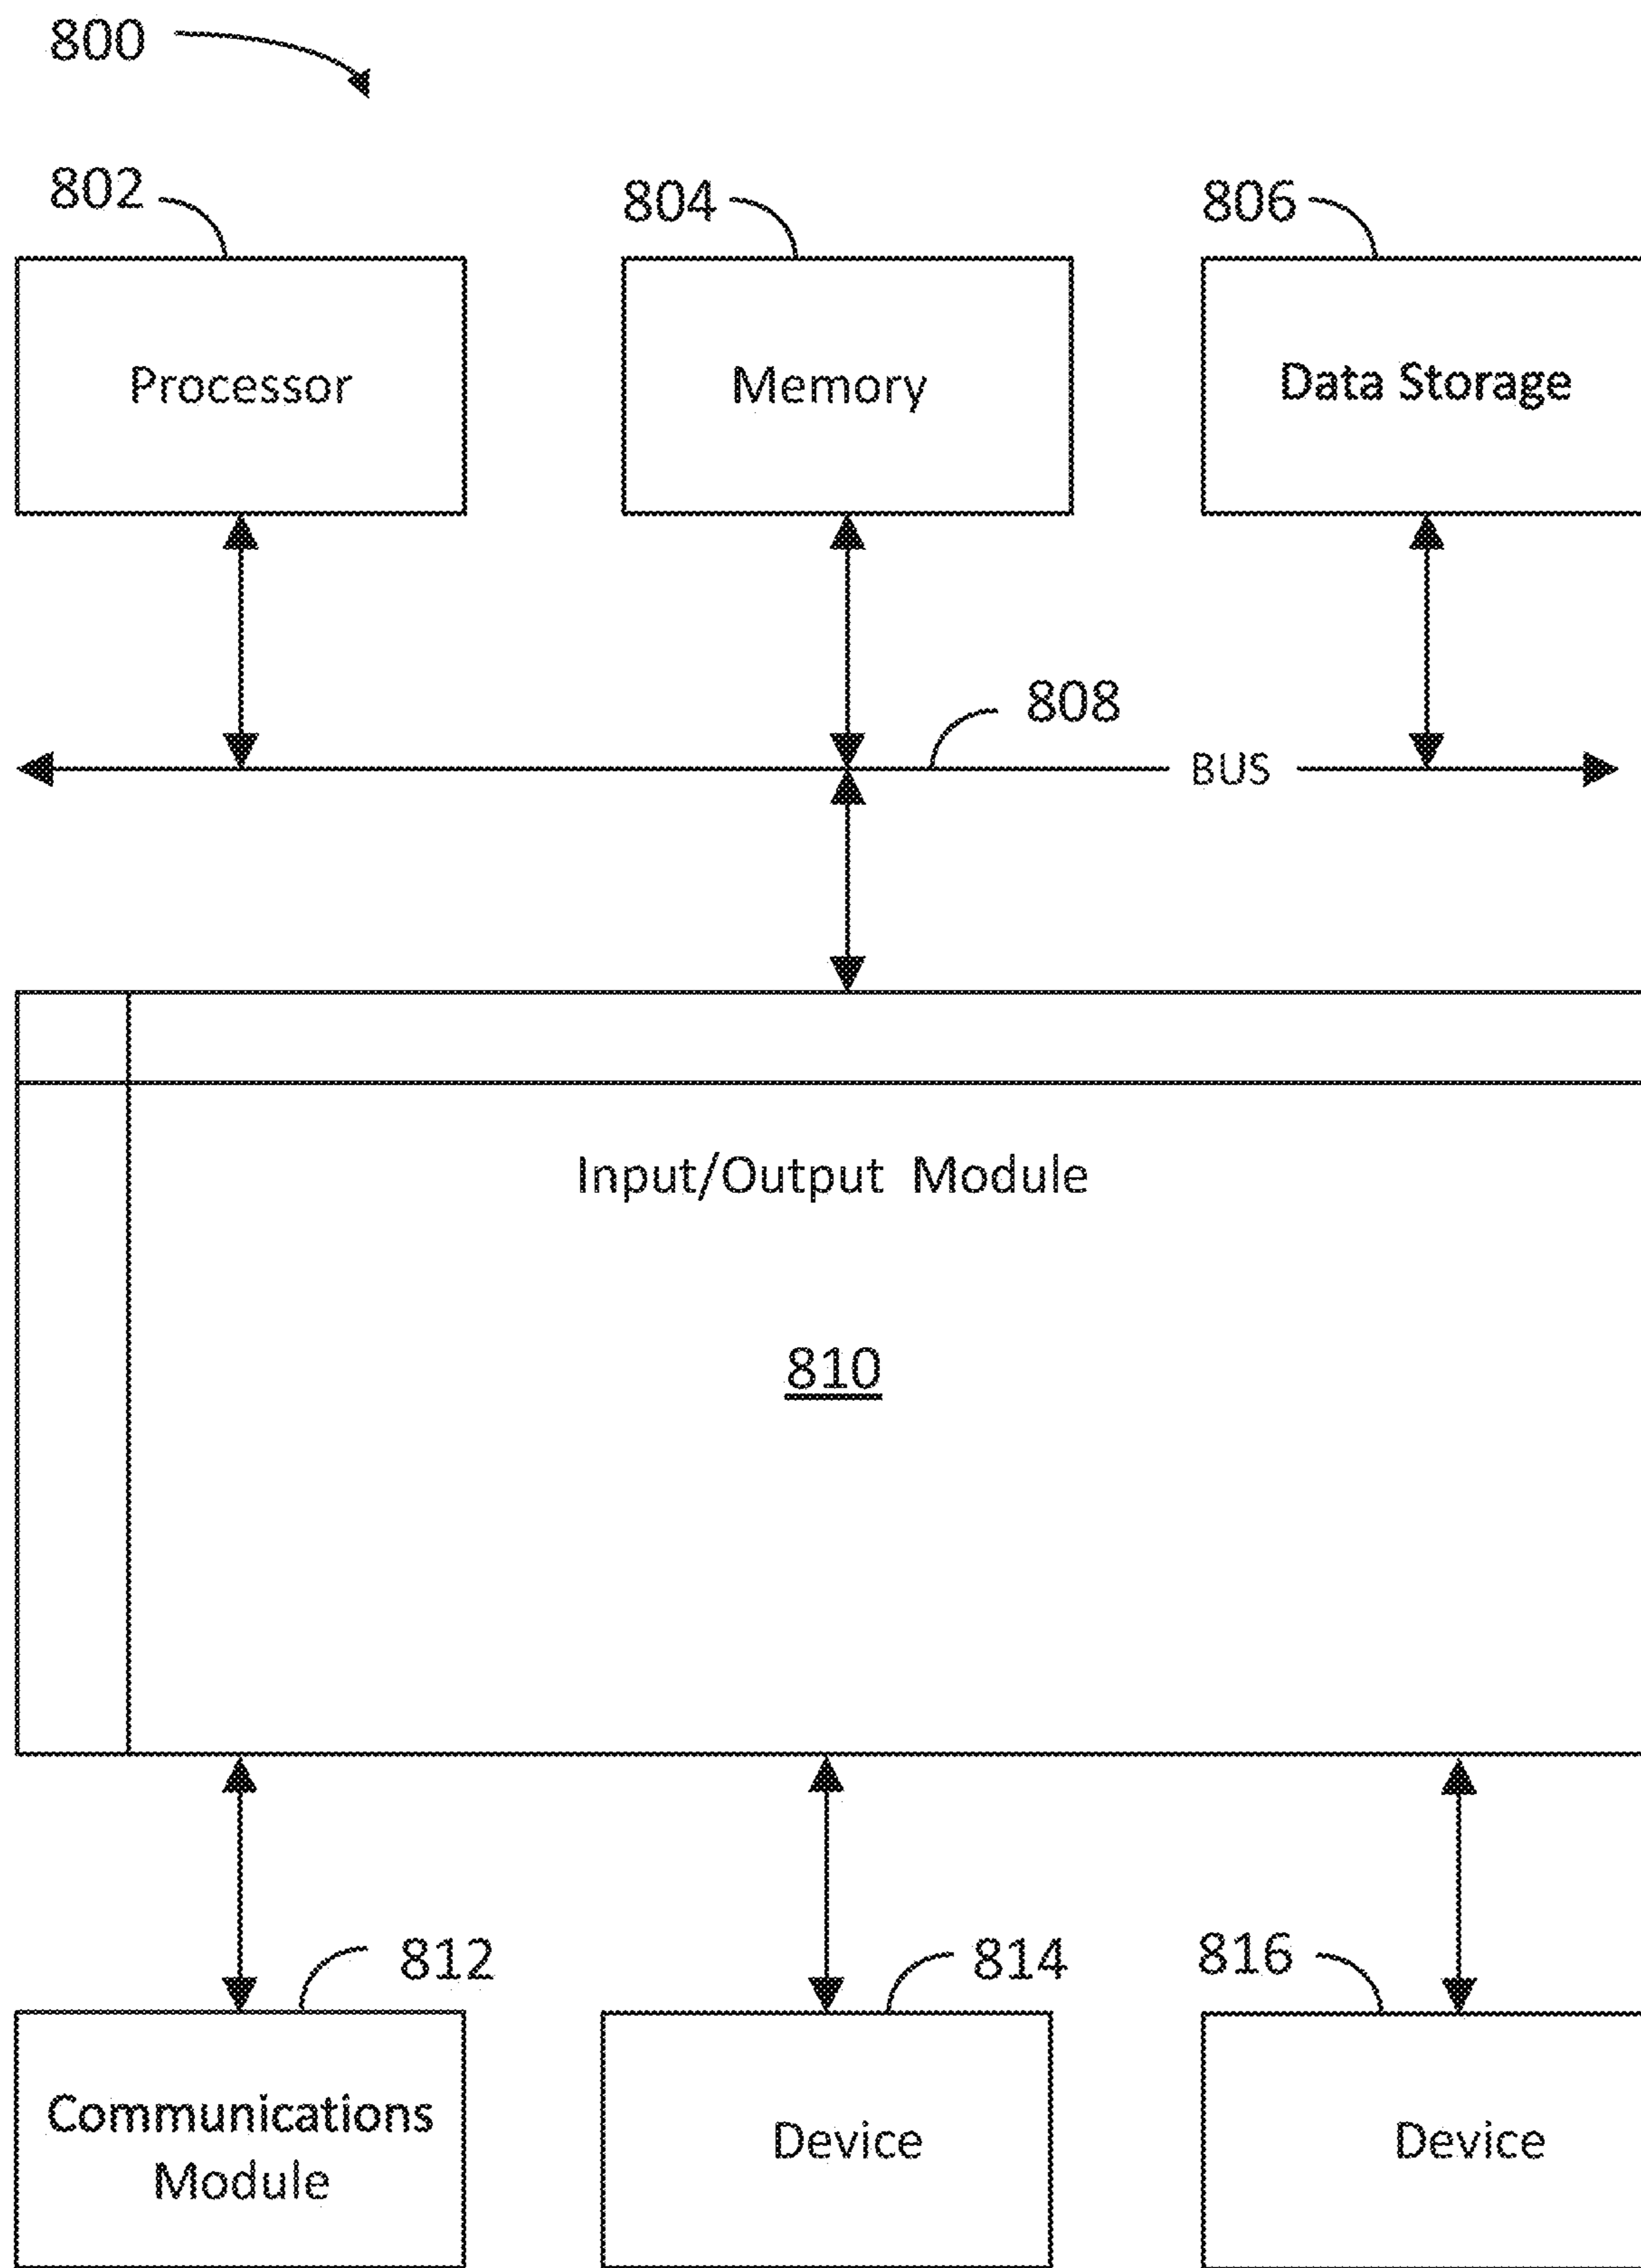 800
802
804
806
Processor
Memory
Data Storage
808
BUS
Input/Output Module
810
812
814
816
Communications
Module
Device
Device